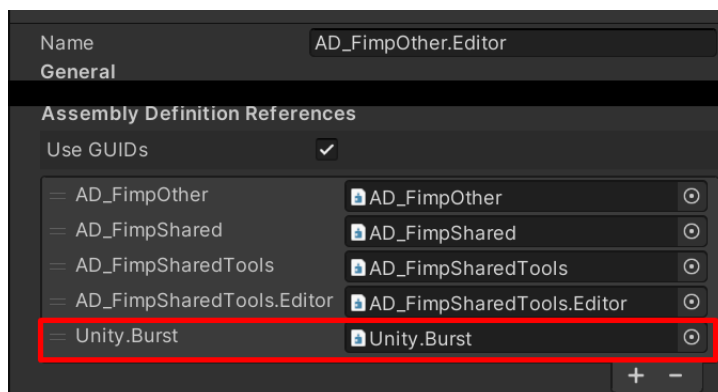 Name AD_FimpOther.Editor
General
Assembly Definition References
Use GUIDs
AD_FimpOther AD_FimpOther
AD_FimpShared AD_FimpShared
AD_FimpSharedTools AD_FimpSharedTools
AD_FimpSharedTools.Editor AD_FimpSharedTools.Editor
Unity.Burst Unity.Burst
+ −